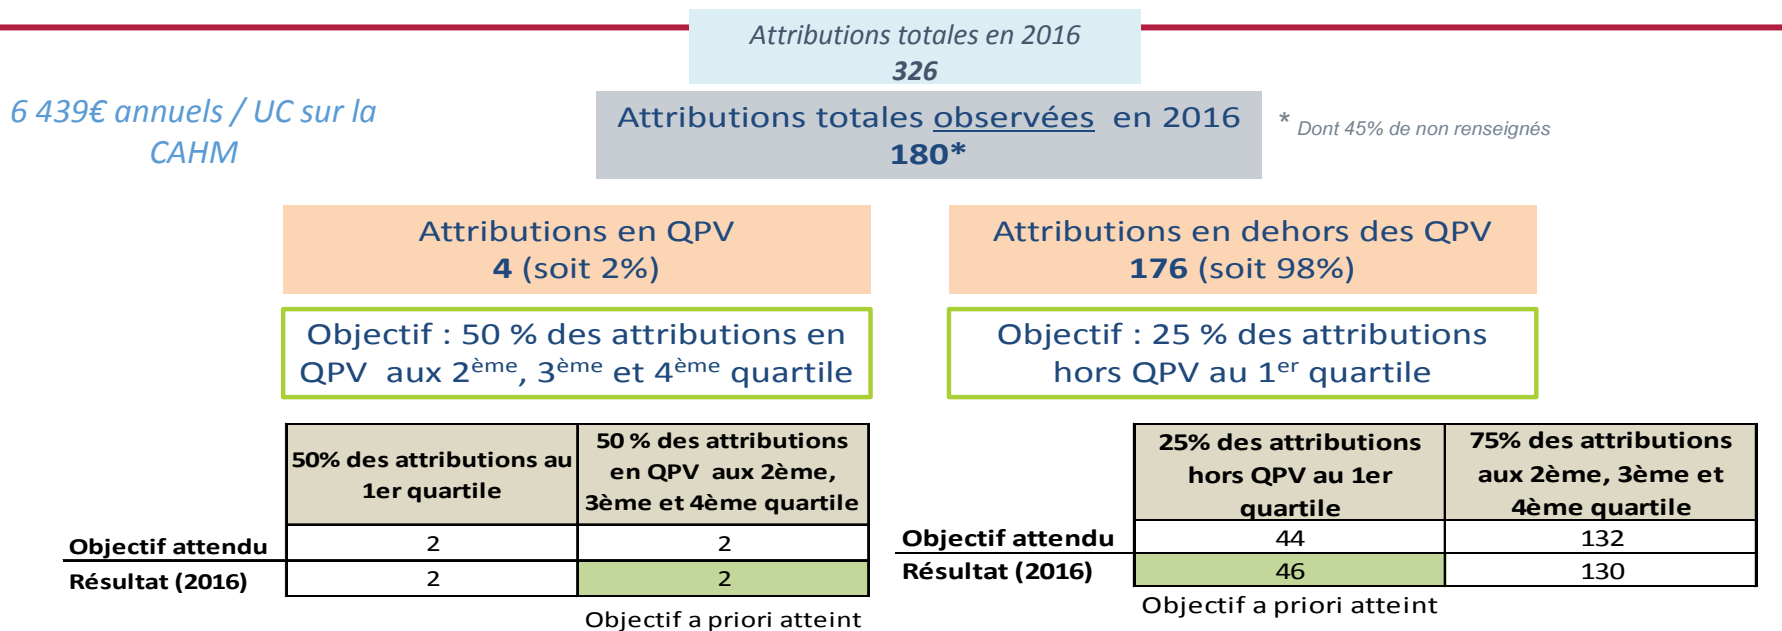 Attributions totales en 2016
326
6 439€ annuels / UC sur la
CAHM
Attributions totales observées en 2016
180*
* Dont 45% de non renseignés
Attributions en QPV
4 (soit 2%)
Attributions en dehors des QPV
176 (soit 98%)
Objectif : 50 % des attributions en
QPV aux 2ème, 3ème et 4ème quartile
Objectif : 25 % des attributions
hors QPV au 1er quartile
50% des attributions au
1er quartile
50 % des attributions
en QPV aux 2ème,
3ème et 4ème quartile
Objectif attendu 2 2
Résultat (2016) 2 2
Objectif a priori atteint
25% des attributions
hors QPV au 1er
quartile
75% des attributions
aux 2ème, 3ème et
4ème quartile
Objectif attendu 44 132
Résultat (2016) 46 130
Objectif a priori atteint